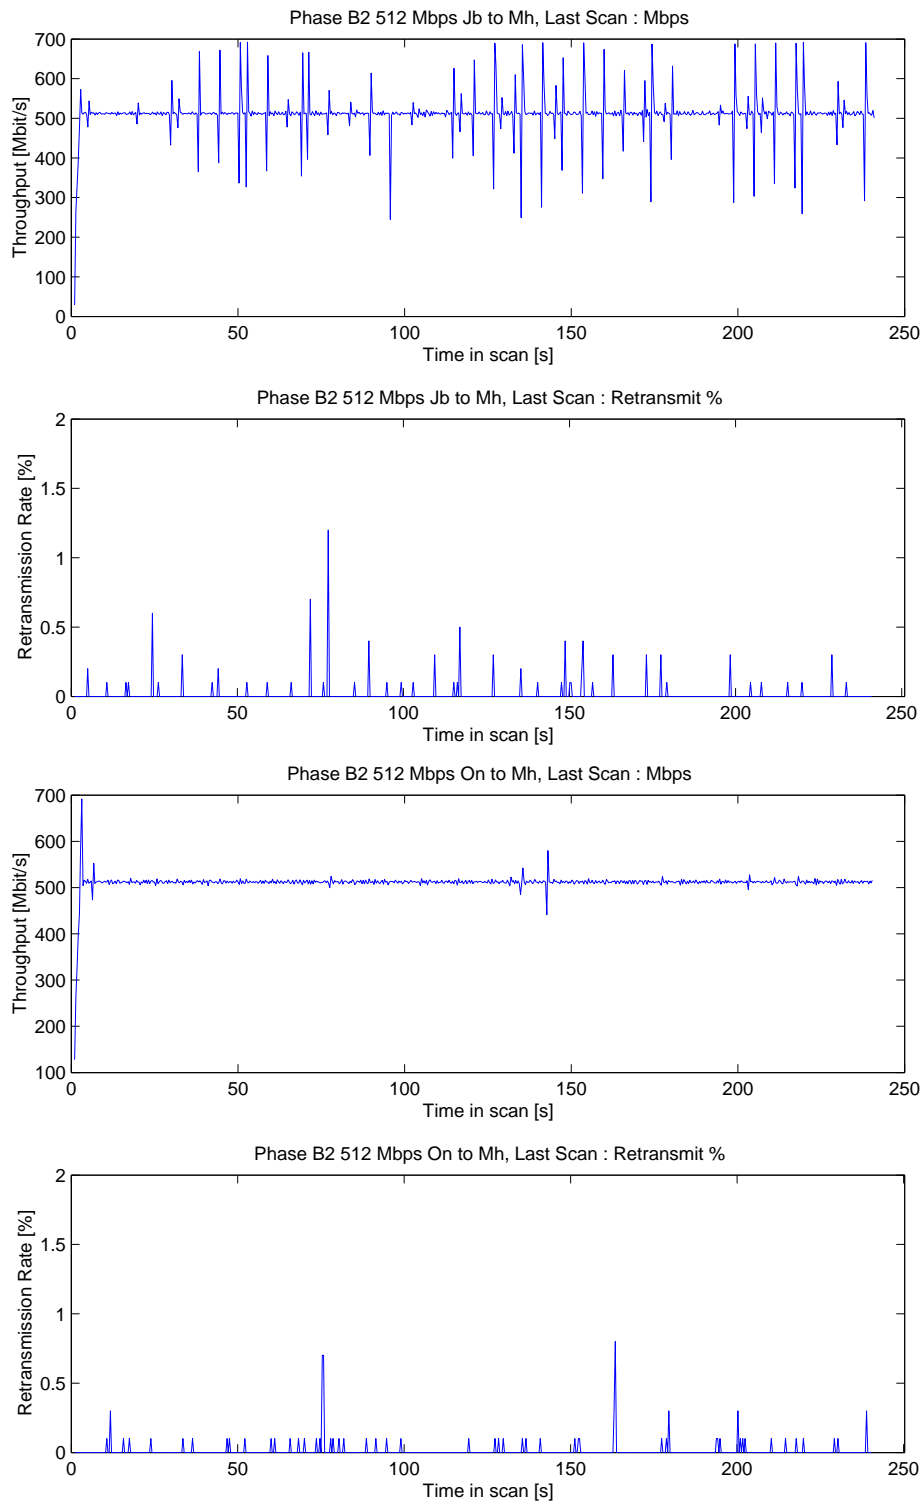 Phase B2 512 Mbps Jb to Mh, Last Scan : Mbps
700
600
500
400
300
200
100
0
Throughput [Mbit/s]
0 50 100 150 200 250
Time in scan [s]
Phase B2 512 Mbps Jb to Mh, Last Scan : Retransmit %
2
1.5
1
0.5
0
Retransmission Rate [%]
0 50 100 150 200 250
Time in scan [s]
Phase B2 512 Mbps On to Mh, Last Scan : Mbps
700
600
500
400
300
200
100
Throughput [Mbit/s]
0 50 100 150 200 250
Time in scan [s]
Phase B2 512 Mbps On to Mh, Last Scan : Retransmit %
2
1.5
1
0.5
0
Retransmission Rate [%]
0 50 100 150 200 250
Time in scan [s]